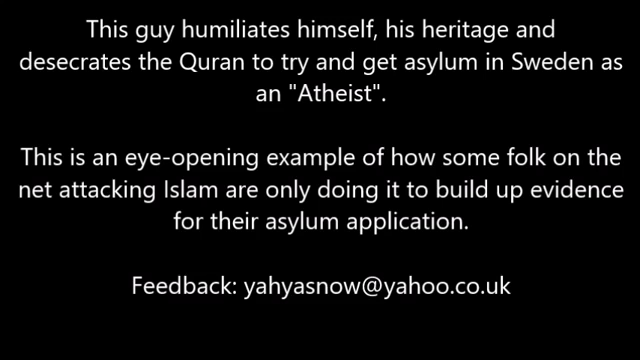 This guy humiliates himself, his heritage and
desecrates the Quran to try and get asylum in Sweden as
an "Atheist".
This is an eye-opening example of how some folk on the
net attacking Islam are only doing it to build up evidence
for their asylum application.
Feedback: yahyasnow@yahoo.co.uk